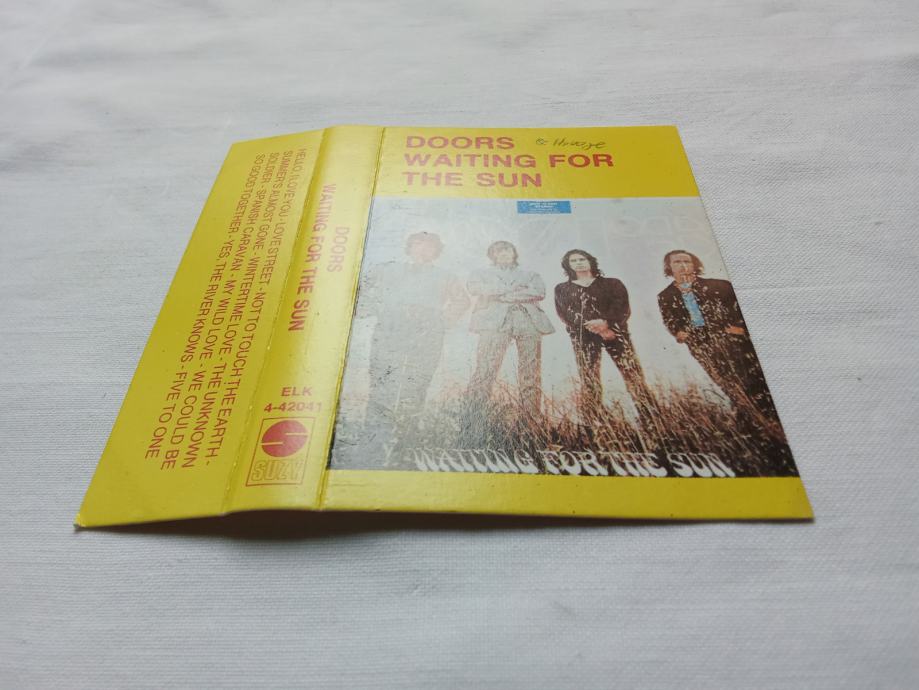 HELLO, I LOVE YOU - LOVE STREET - NOT TO TOUCH THE EARTH -
SUMMER'S ALMOST GONE - WINTERTIME LOVE - THE UNKNOWN
SOLDIER - SPANISH CARAVAN - MY WILD LOVE - WE COULD BE
SO GOOD TOGETHER - YES, THE RIVER KNOWS - FIVE TO ONE
DOORS
WAITING FOR THE SUN
ELK
4-42041
SUZY
DOORS
WAITING FOR
THE SUN
WAITING FOR THE SUN